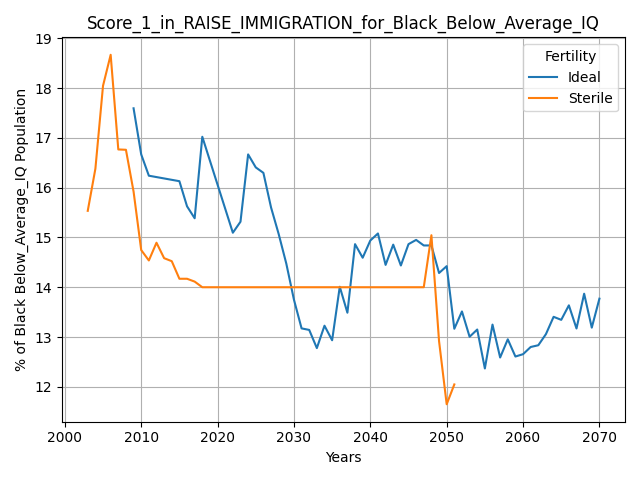 Score_1_in_RAISE_IMMIGRATION_for_Black_Below_Average_IQ
% of Black Below_Average_IQ Population
19
18
17
16
15
14
13
12
Fertility
Ideal
Sterile
2000 2010 2020 2030 2040 2050 2060 2070
Years